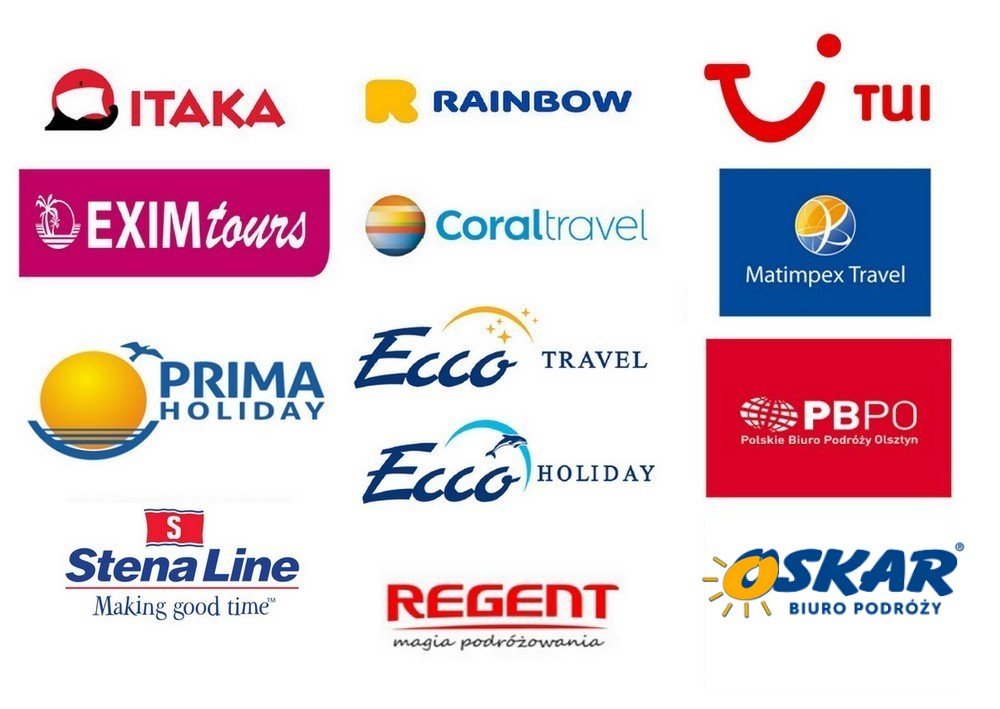 ITAKA
R RAINBOW
TUI
EXIMtours
Coraltravel
Matimpex Travel
PRIMA
HOLIDAY
Ecco TRAVEL
PBPO
Polskie Biuro Podróży Olsztyn
Ecco HOLIDAY
S
Stena Line
Making good time™
REGENT
magia podróżowania
OSKAR®
BIURO PODRÓŻY